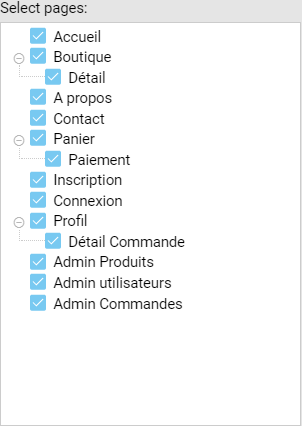 Select pages:
Accueil
Boutique
Détail
A propos
Contact
Panier
Paiement
Inscription
Connexion
Profil
Détail Commande
Admin Produits
Admin utilisateurs
Admin Commandes